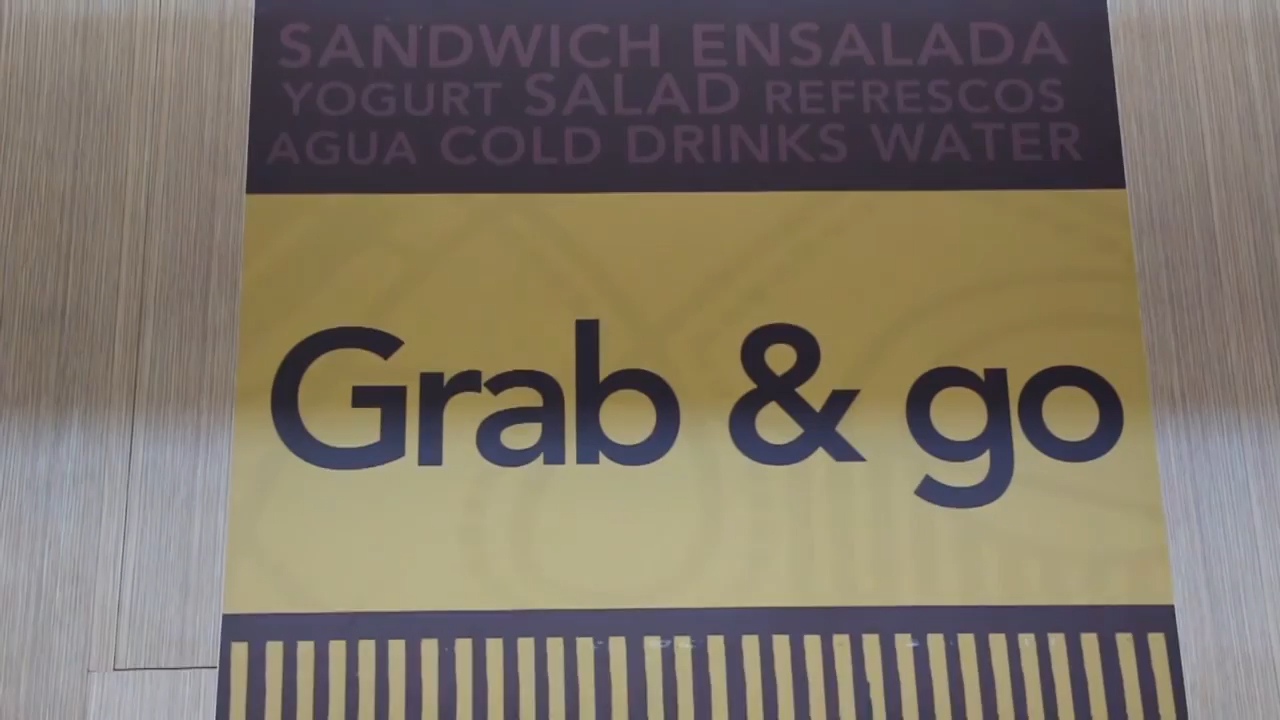 SANDWICH ENSALADA
YOGURT SALAD REFRESCOS
AGUA COLD DRINKS WATER
Grab & go